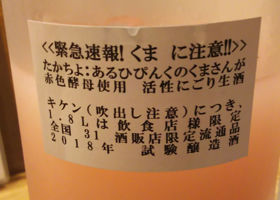 <<緊急速報!くま に注意!!>>
たかちよ:あるひぴんくのくまさんが
赤色酵母使用 活性にごり生酒
キケン(吹出し注意)につき、
1.8Lは飲食店様限定
全国 31 酒販店限定流通品
2018年 試験醸造酒